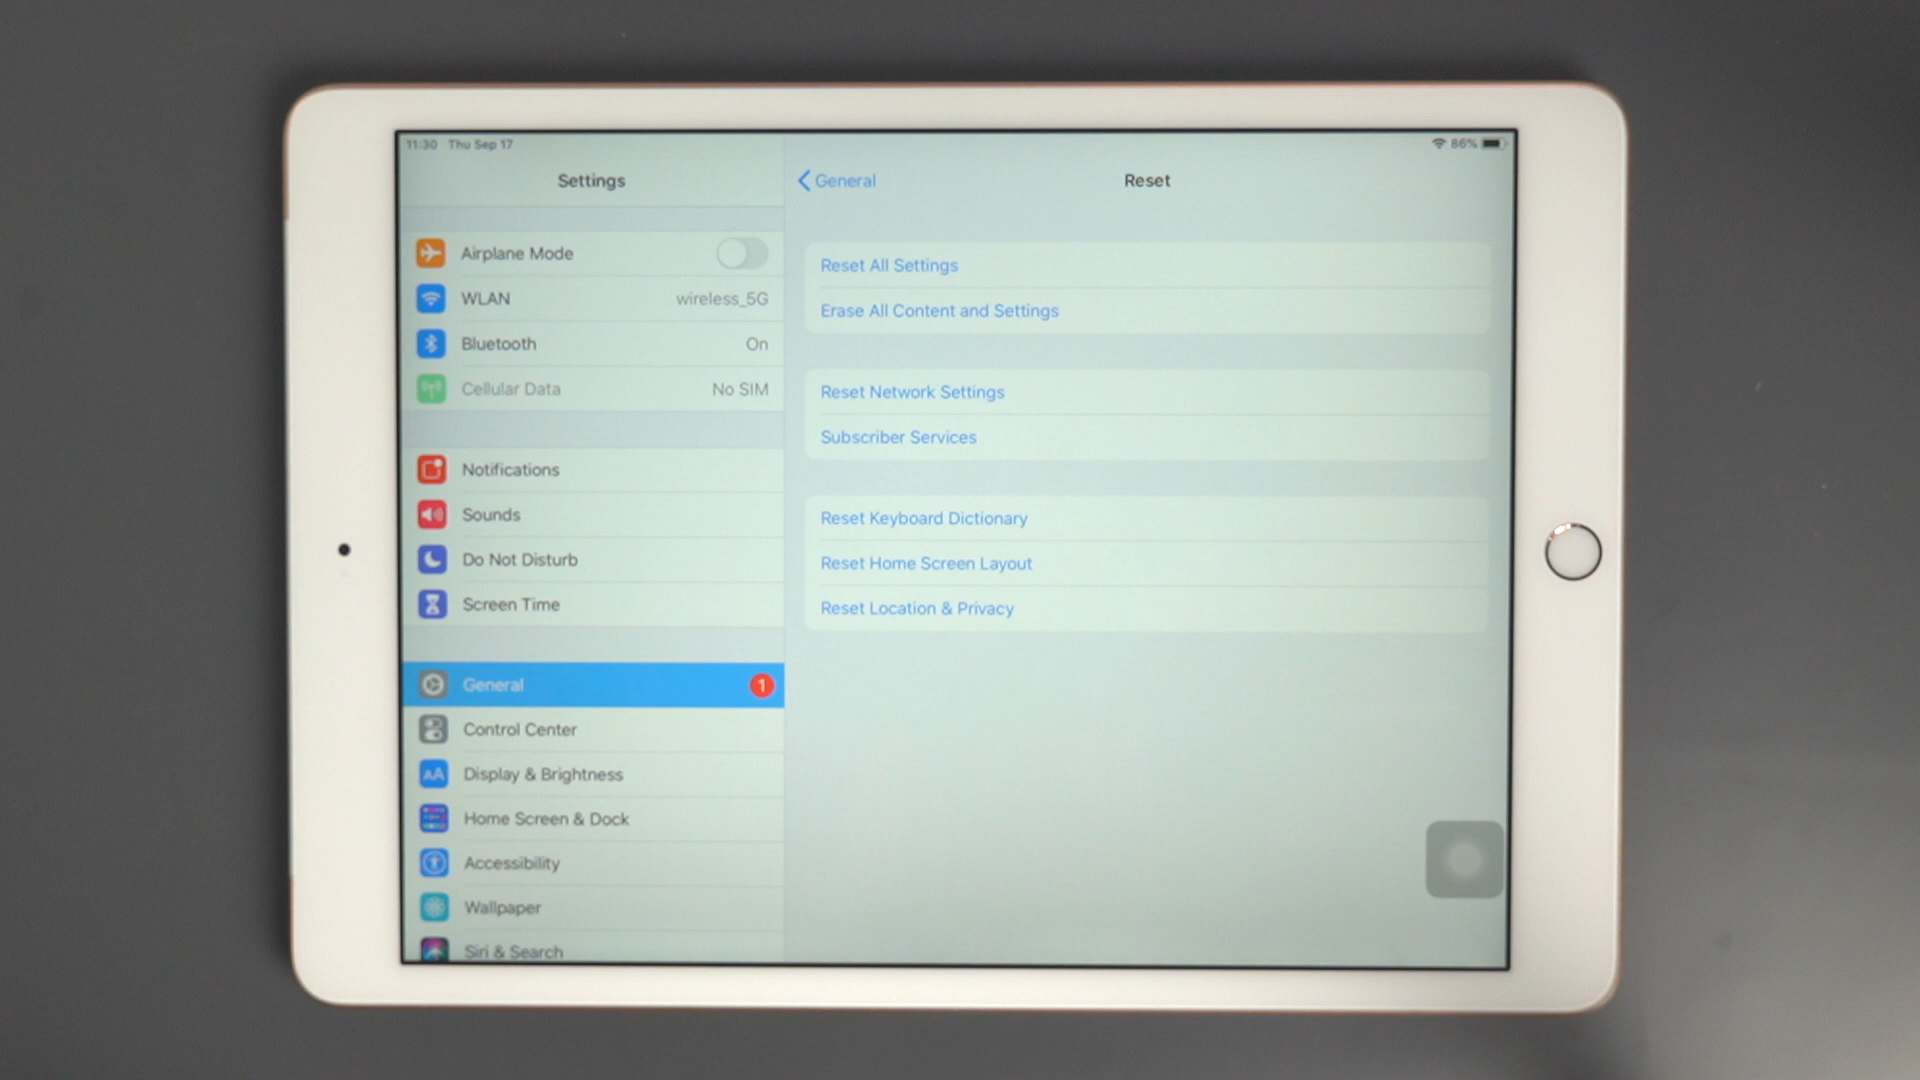 11:30 Thu Sep 17
86%
Settings
General
Reset
Airplane Mode
WLAN wireless_5G
Bluetooth On
Cellular Data No SIM
Notifications
Sounds
Do Not Disturb
Screen Time
General 1
Control Center
AA Display & Brightness
Home Screen & Dock
Accessibility
Wallpaper
Siri & Search
Reset All Settings
Erase All Content and Settings
Reset Network Settings
Subscriber Services
Reset Keyboard Dictionary
Reset Home Screen Layout
Reset Location & Privacy